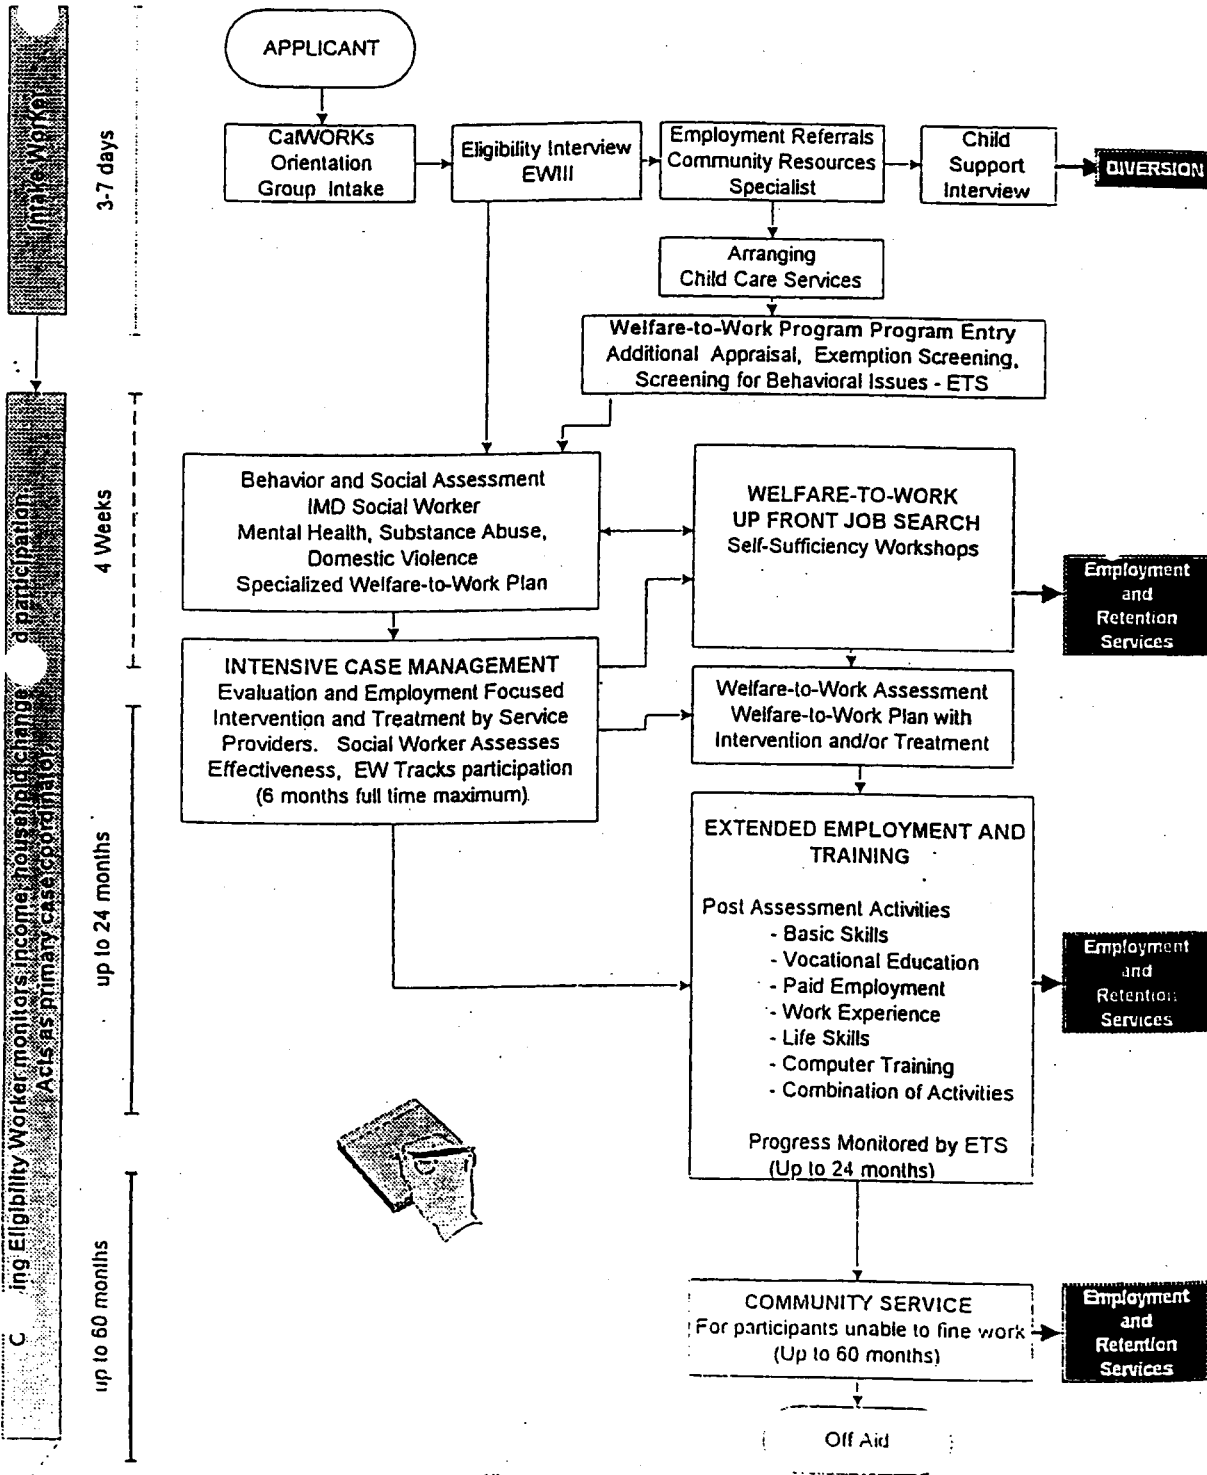 APPLICANT
CalWORKs
Orientation
Group Intake
Eligibility Interview
EWIII
Employment Referrals
Community Resources
Specialist
Child
Support
Interview
DIVERSION
Arranging
Child Care Services
Welfare-to-Work Program Program Entry
Additional Appraisal, Exemption Screening,
Screening for Behavioral Issues - ETS
Intake Worker
3-7 days
Behavior and Social Assessment
IMD Social Worker
Mental Health, Substance Abuse,
Domestic Violence
Specialized Welfare-to-Work Plan
WELFARE-TO-WORK
UP FRONT JOB SEARCH
Self-Sufficiency Workshops
Employment
and
Retention
Services
4 Weeks
INTENSIVE CASE MANAGEMENT
Evaluation and Employment Focused
Intervention and Treatment by Service
Providers. Social Worker Assesses
Effectiveness, EW Tracks participation
(6 months full time maximum)
Welfare-to-Work Assessment
Welfare-to-Work Plan with
Intervention and/or Treatment
EXTENDED EMPLOYMENT AND
TRAINING
Post Assessment Activities
- Basic Skills
- Vocational Education
- Paid Employment
- Work Experience
- Life Skills
- Computer Training
- Combination of Activities
Progress Monitored by ETS
(Up to 24 months)
Employment
and
Retention
Services
up to 24 months
C ing Eligibility Worker monitors income, household change d participation.
Acts as primary case coordinator
up to 60 months
COMMUNITY SERVICE
For participants unable to fine work
(Up to 60 months)
Employment
and
Retention
Services
Off Aid